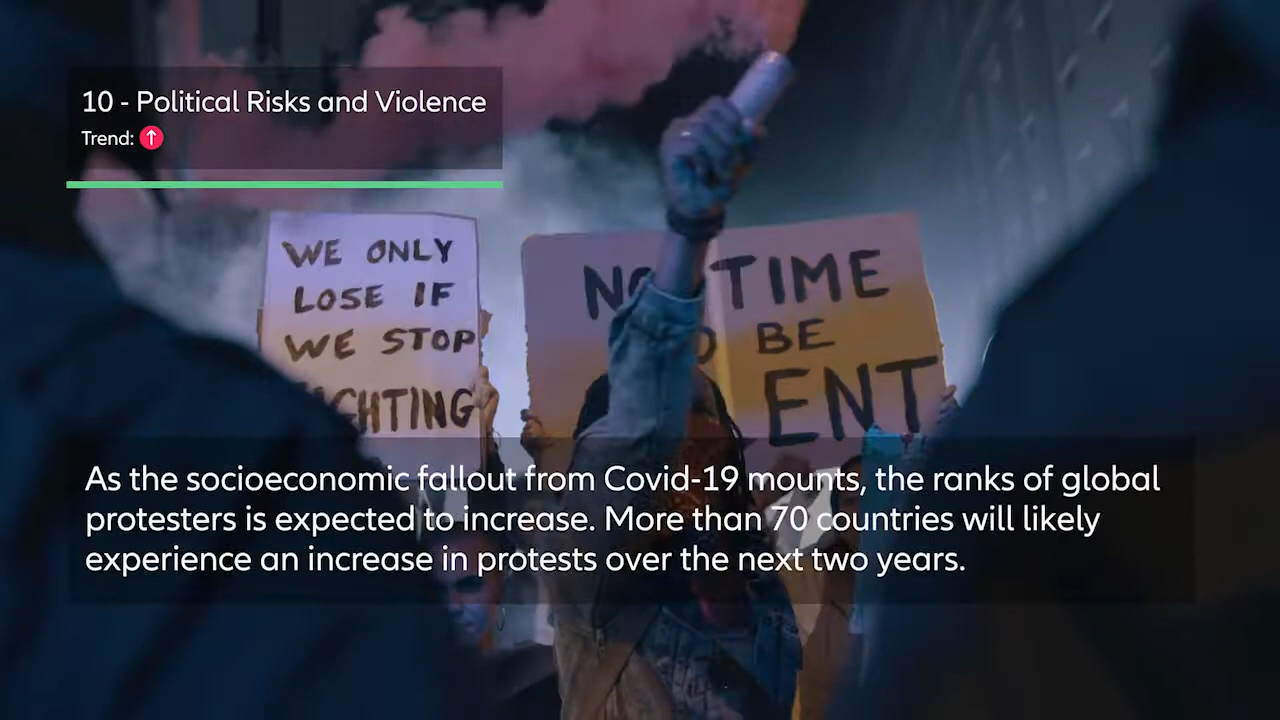 10 - Political Risks and Violence
Trend:
WE ONLY
LOSE IF
WE STOP
TIME
BE
As the socioeconomic fallout from Covid-19 mounts, the ranks of global
protesters is expected to increase. More than 70 countries will likely
experience an increase in protests over the next two years.